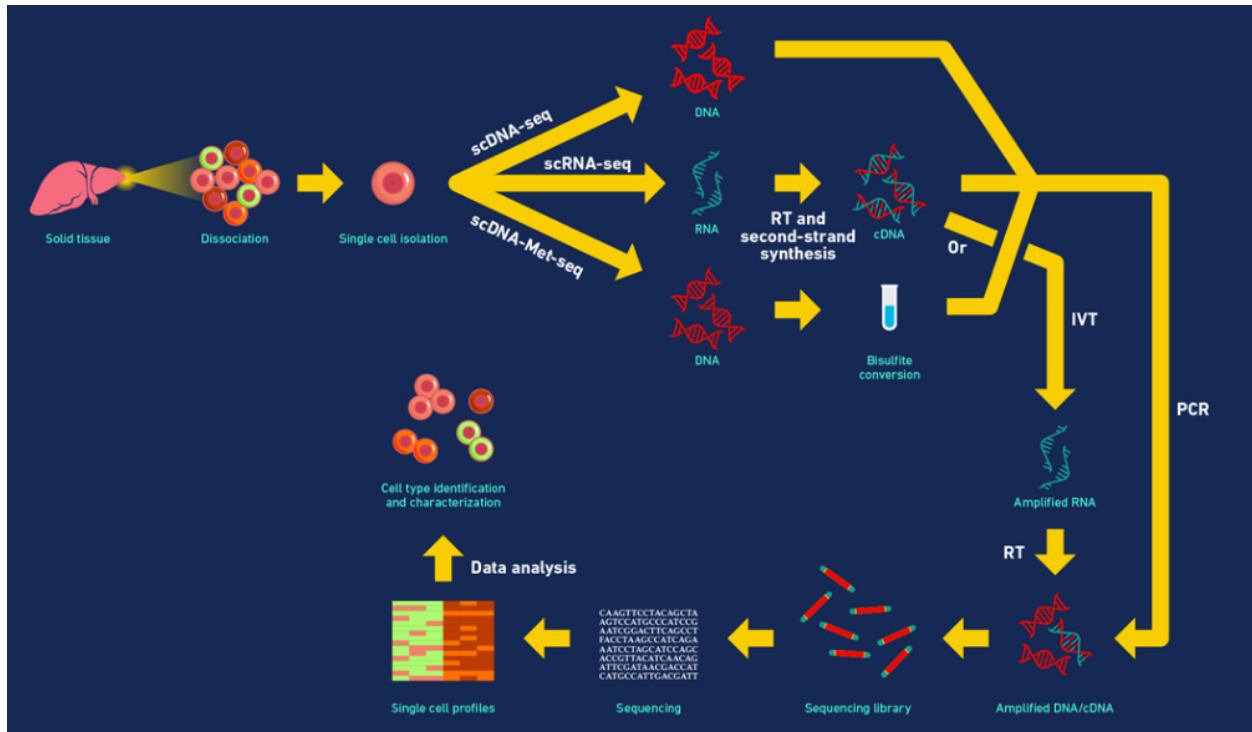 DNA
scDNA-seq
scRNA-seq
scDNA-Met-seq
Solid tissue
Dissociation
Single cell isolation
RNA
RT and
second-strand
synthesis
cDNA
Or
DNA
Bisulfite
conversion
IVT
PCR
Amplified RNA
RT
Cell type identification
and characterization
Data analysis
CAAGTTCCTACAGCTA
AGTCCATGCCCATCCG
AATCGGACTTCAGCCT
FACCTAAGCCATCAGA
AATCCTAGCATCCAGC
ACCGTTACATCAACAG
ATTCGATAACGACCAT
CATGCCATTGACGATT
Single cell profiles
Sequencing
Sequencing library
Amplified DNA/cDNA